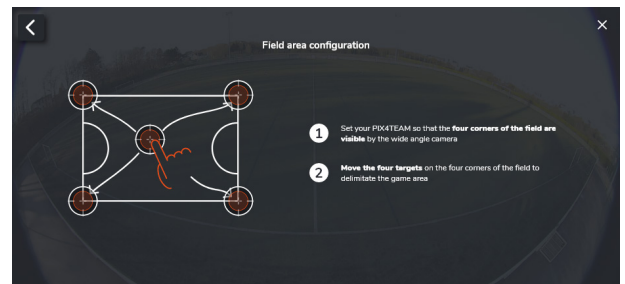 Field area configuration
1 Set your PIX4TEAM so that the four corners of the field are
visible by the wide angle camera
2 Move the four targets on the four corners of the field to
delimitate the game area